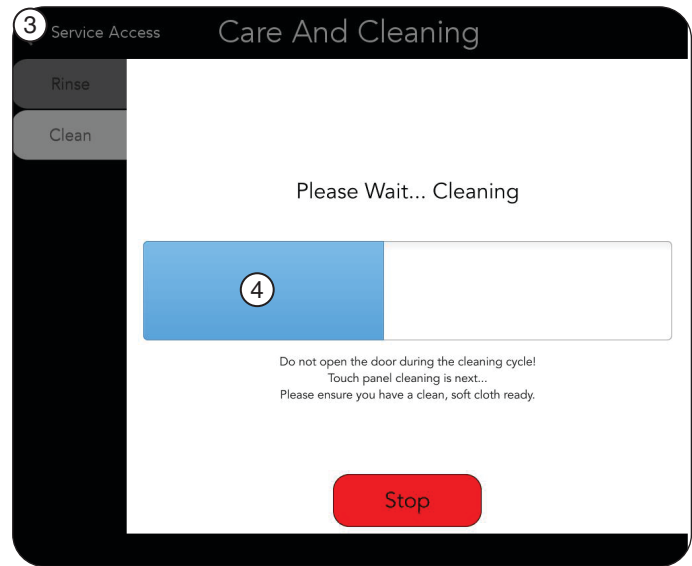 3
Service Access
Care And Cleaning
Rinse
Clean
Please Wait... Cleaning
4
Do not open the door during the cleaning cycle!
Touch panel cleaning is next...
Please ensure you have a clean, soft cloth ready.
Stop